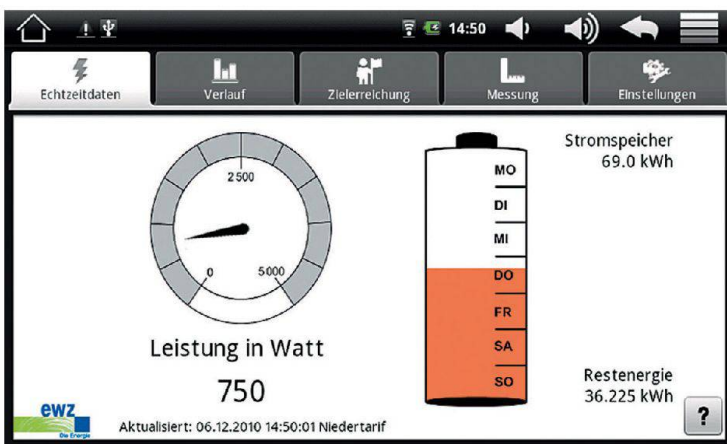 14:50
Echtzeitdaten
Verlauf
Zielerreichung
Messung
Einstellungen
2500
0
5000
Leistung in Watt
750
MO
DI
MI
DO
FR
SA
SO
Stromspeicher
69.0 kWh
Restenergie
36.225 kWh
ewz
Die Energie
Aktualisiert: 06.12.2010 14:50:01 Niedertarif
?